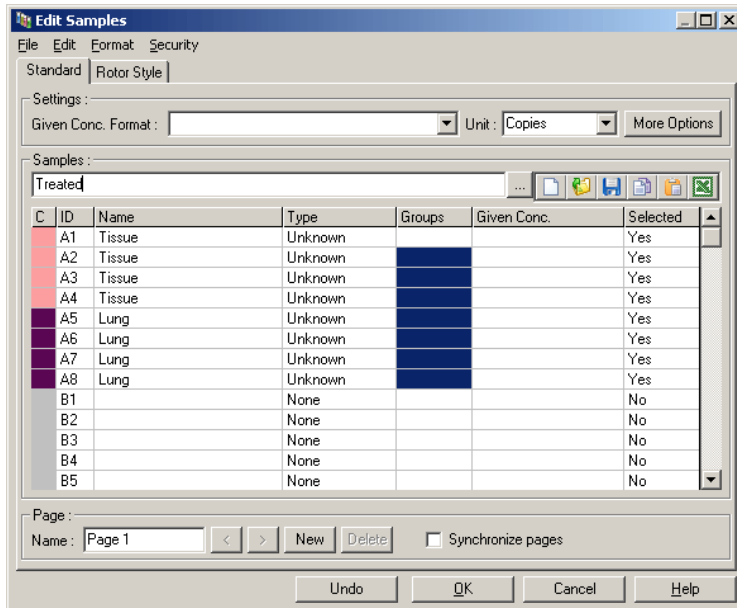 Edit Samples
File Edit Format Security
Standard Rotor Style
Settings :
Given Conc. Format : Unit : Copies More Options
Samples :
Treated ...
C ID Name Type Groups Given Conc. Selected
A1 Tissue Unknown Yes
A2 Tissue Unknown Yes
A3 Tissue Unknown Yes
A4 Tissue Unknown Yes
A5 Lung Unknown Yes
A6 Lung Unknown Yes
A7 Lung Unknown Yes
A8 Lung Unknown Yes
B1 None No
B2 None No
B3 None No
B4 None No
B5 None No
Page :
Name : Page 1 < > New Delete Synchronize pages
Undo OK Cancel Help